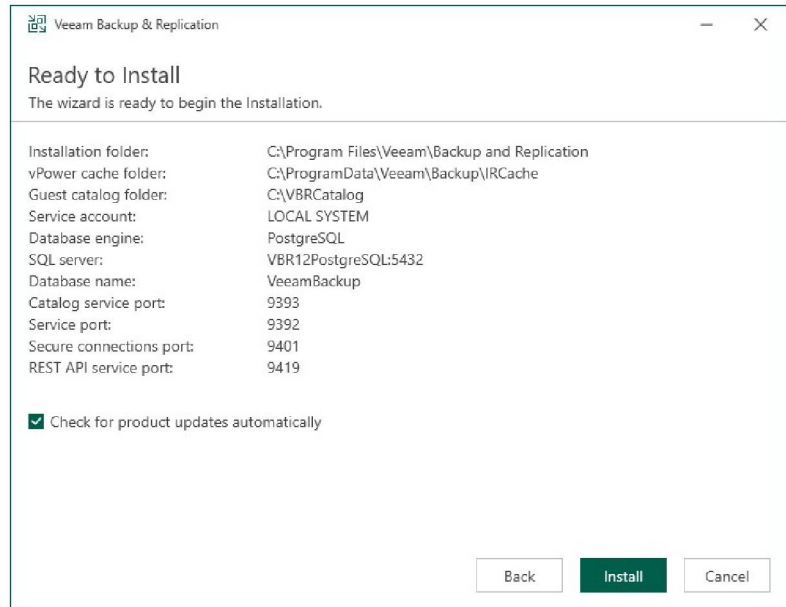 Veeam Backup & Replication
Ready to Install
The wizard is ready to begin the Installation.
Installation folder: C:\Program Files\Veeam\Backup and Replication
vPower cache folder: C:\ProgramData\Veeam\Backup\IRCache
Guest catalog folder: C:\VBRCatalog
Service account: LOCAL SYSTEM
Database engine: PostgreSQL
SQL server: VBR12PostgreSQL:5432
Database name: VeeamBackup
Catalog service port: 9393
Service port: 9392
Secure connections port: 9401
REST API service port: 9419
Check for product updates automatically
Back Install Cancel